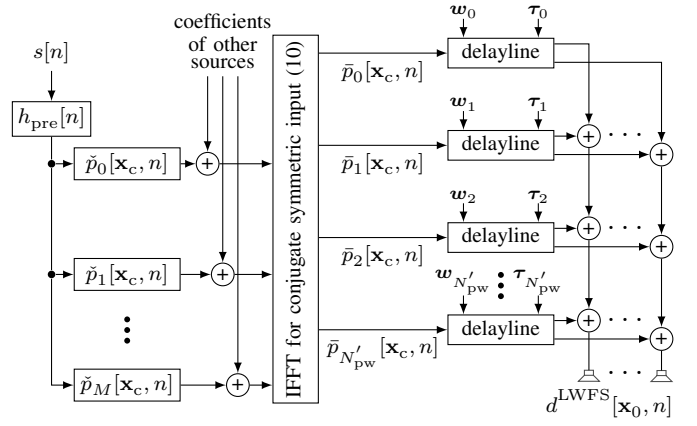 coefficients
of other
sources
s[n]
h_pre[n]
p̌_0[x_c, n]
p̌_1[x_c, n]
p̌_M[x_c, n]
+
+
+
IFFT for conjugate symmetric input (10)
p̄_0[x_c, n]
p̄_1[x_c, n]
p̄_2[x_c, n]
p̄_{N'_pw}[x_c, n]
w_0 τ_0
delayline
w_1 τ_1
delayline
+ · · · +
w_2 τ_2
delayline
+ · · · +
w_{N'_pw} τ_{N'_pw}
delayline
+ · · · +
· · ·
d^LWFS[x_0, n]